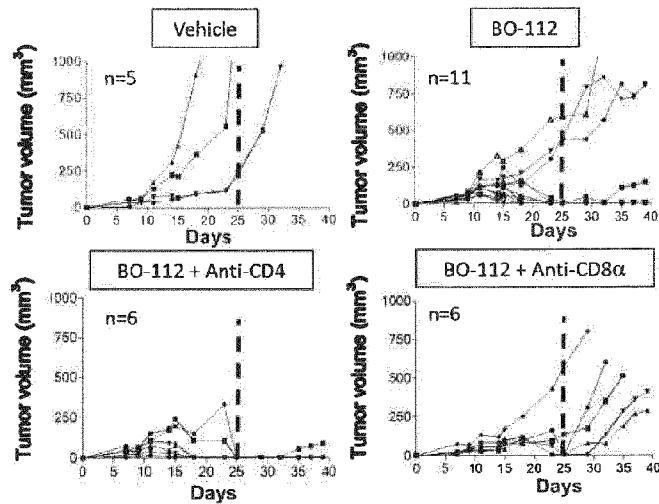 Vehicle
BO-112
Tumor volume (mm³)
1000
750
500
250
0
n=5
0 5 10 15 20 25 30 35 40
Days
Tumor volume (mm³)
1000
750
500
250
0
n=11
0 5 10 15 20 25 30 35 40
Days
BO-112 + Anti-CD4
BO-112 + Anti-CD8α
Tumor volume (mm³)
1000
750
500
250
0
n=6
0 5 10 15 20 25 30 35 40
Days
Tumor volume (mm³)
1000
750
500
250
0
n=6
0 5 10 15 20 25 30 35 40
Days